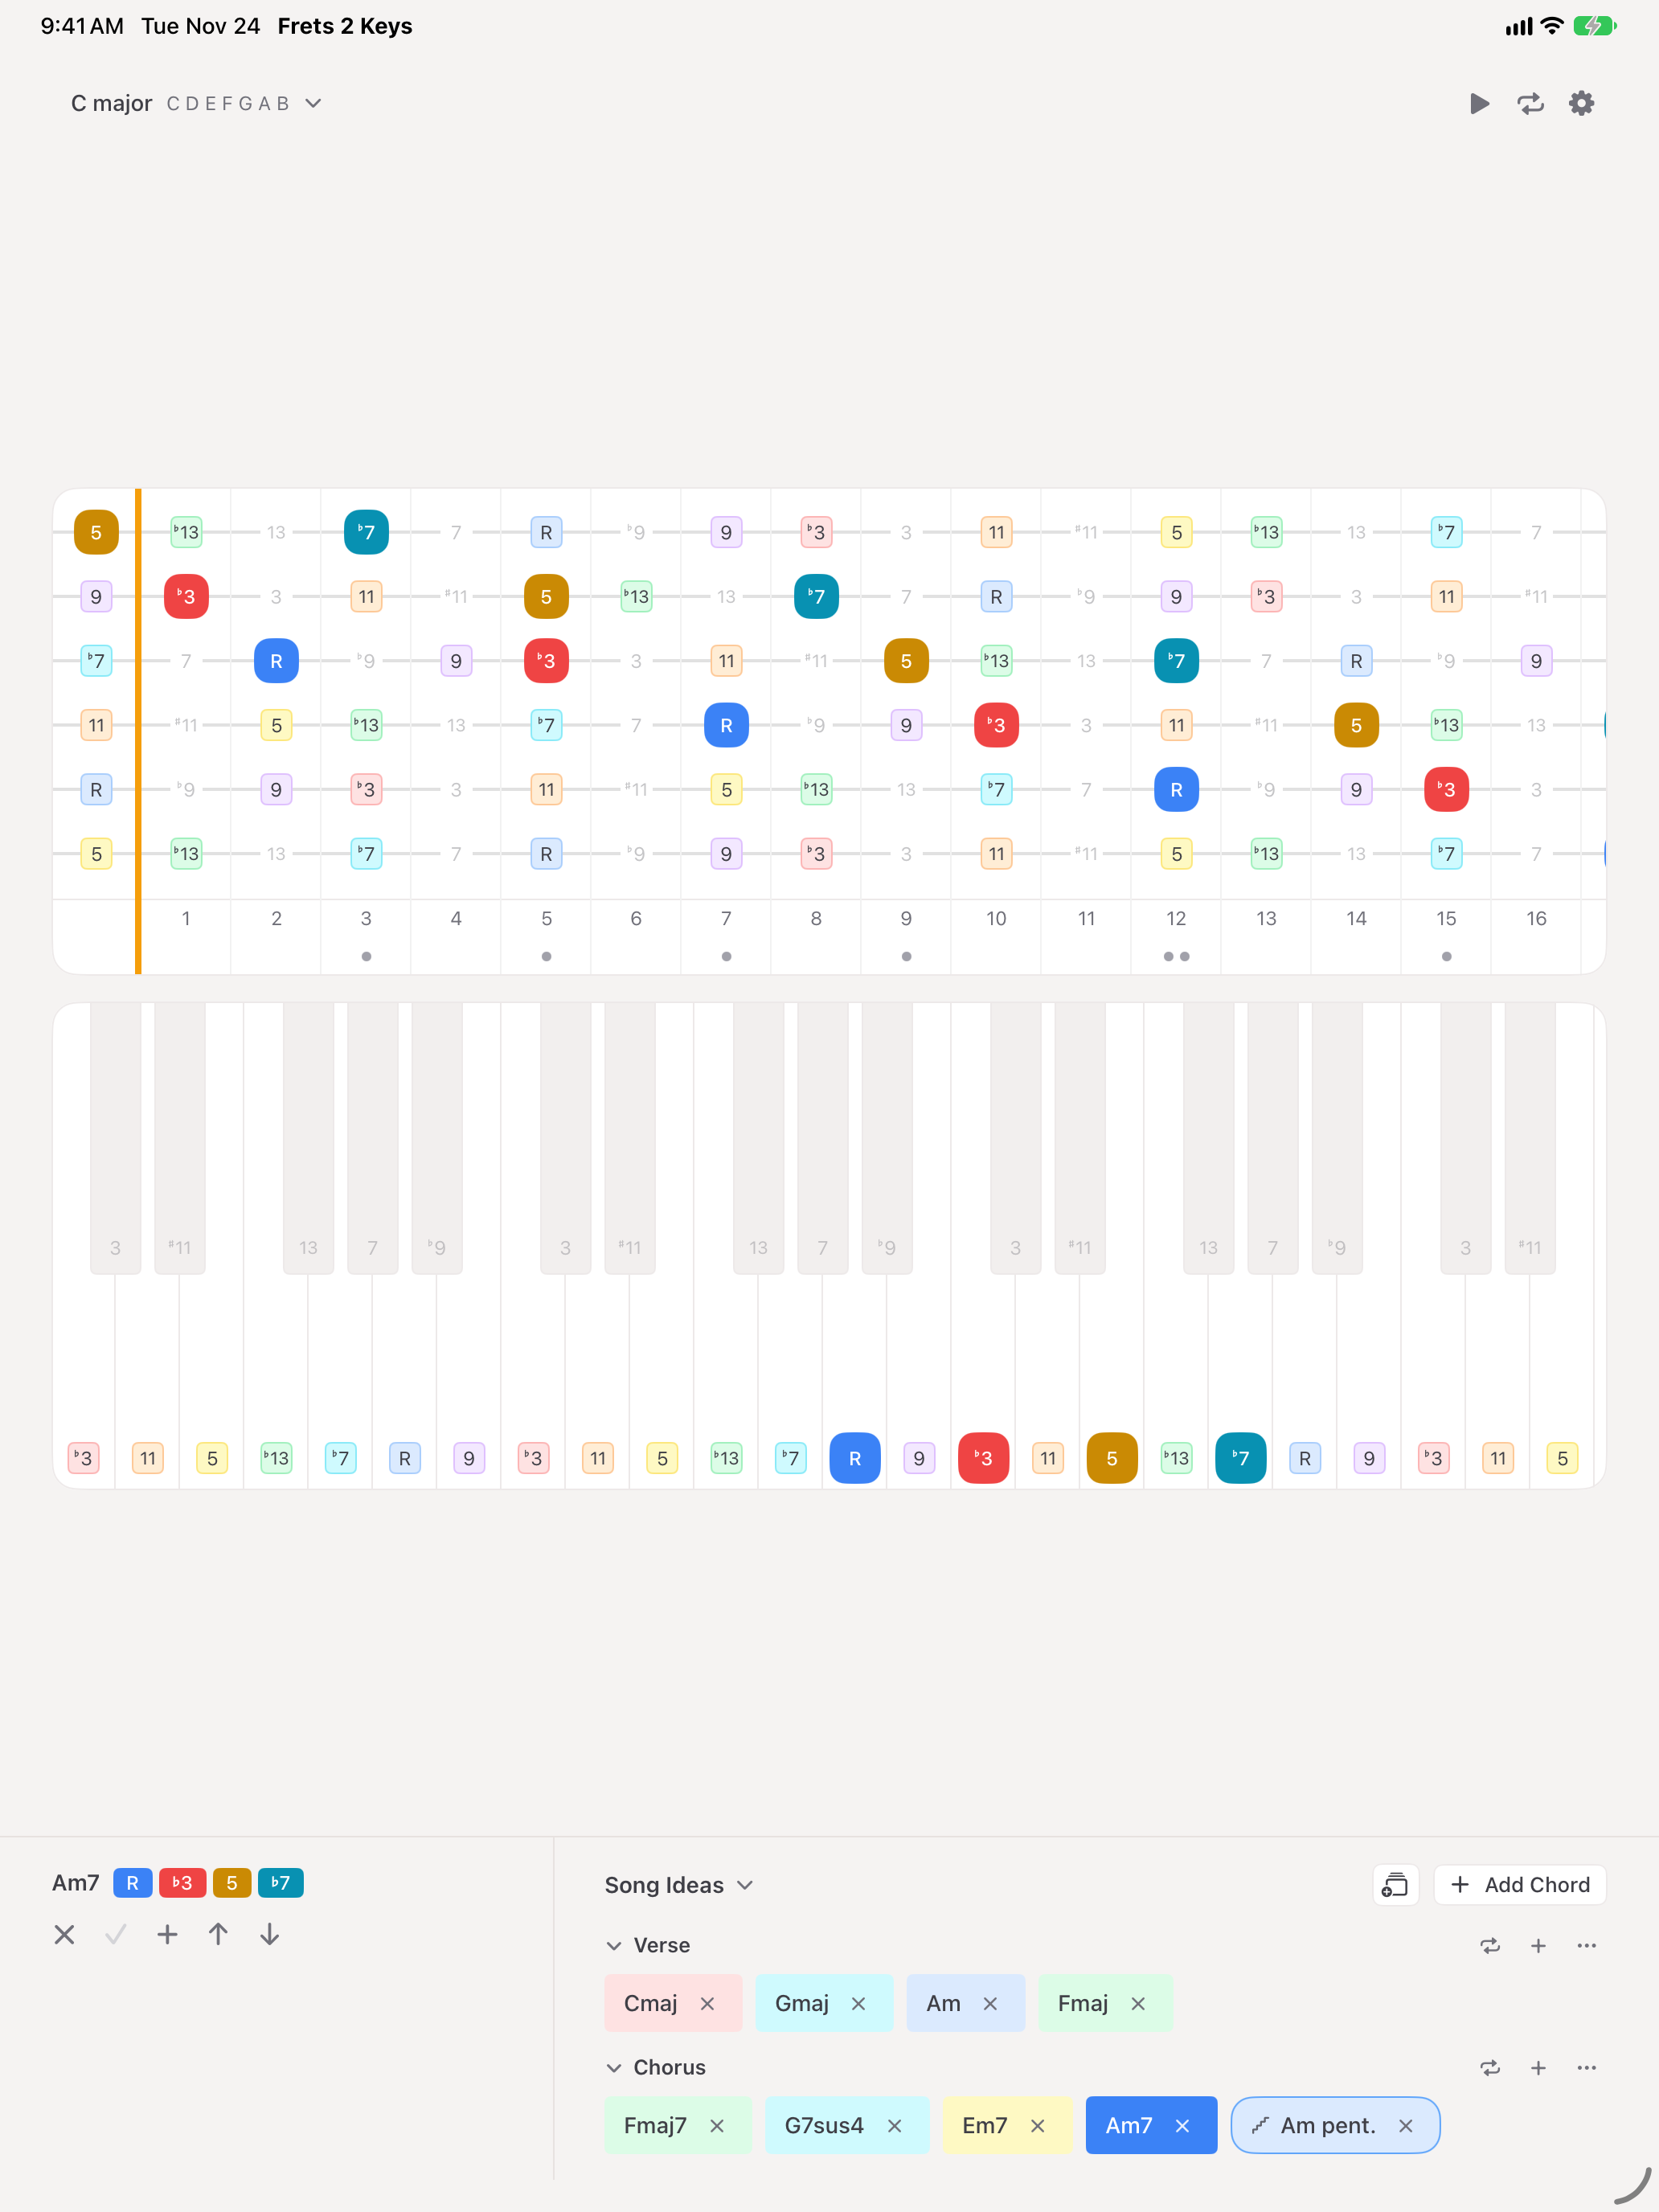 9:41 AM Tue Nov 24 Frets 2 Keys
C major C D E F G A B
5 ♭13 13 ♭7 7 R ♭9 9 ♭3 3 11 ♯11 5 ♭13 13 ♭7 7
9 ♭3 3 11 ♯11 5 ♭13 13 ♭7 7 R ♭9 9 ♭3 3 11 ♯11
♭7 7 R ♭9 9 ♭3 3 11 ♯11 5 ♭13 13 ♭7 7 R ♭9 9
11 ♯11 5 ♭13 13 ♭7 7 R ♭9 9 ♭3 3 11 ♯11 5 ♭13 13
R ♭9 9 ♭3 3 11 ♯11 5 ♭13 13 ♭7 7 R ♭9 9 ♭3 3
5 ♭13 13 ♭7 7 R ♭9 9 ♭3 3 11 ♯11 5 ♭13 13 ♭7 7
1 2 3 4 5 6 7 8 9 10 11 12 13 14 15 16
3 ♯11 13 7 ♭9 3 ♯11 13 7 ♭9 3 ♯11 13 7 ♭9 3 ♯11
♭3 11 5 ♭13 ♭7 R 9 ♭3 11 5 ♭13 ♭7 R 9 ♭3 11 5 ♭13 ♭7 R 9 ♭3 11 5
Am7 R ♭3 5 ♭7
Song Ideas
Add Chord
Verse
Cmaj Gmaj Am Fmaj
Chorus
Fmaj7 G7sus4 Em7 Am7 Am pent.